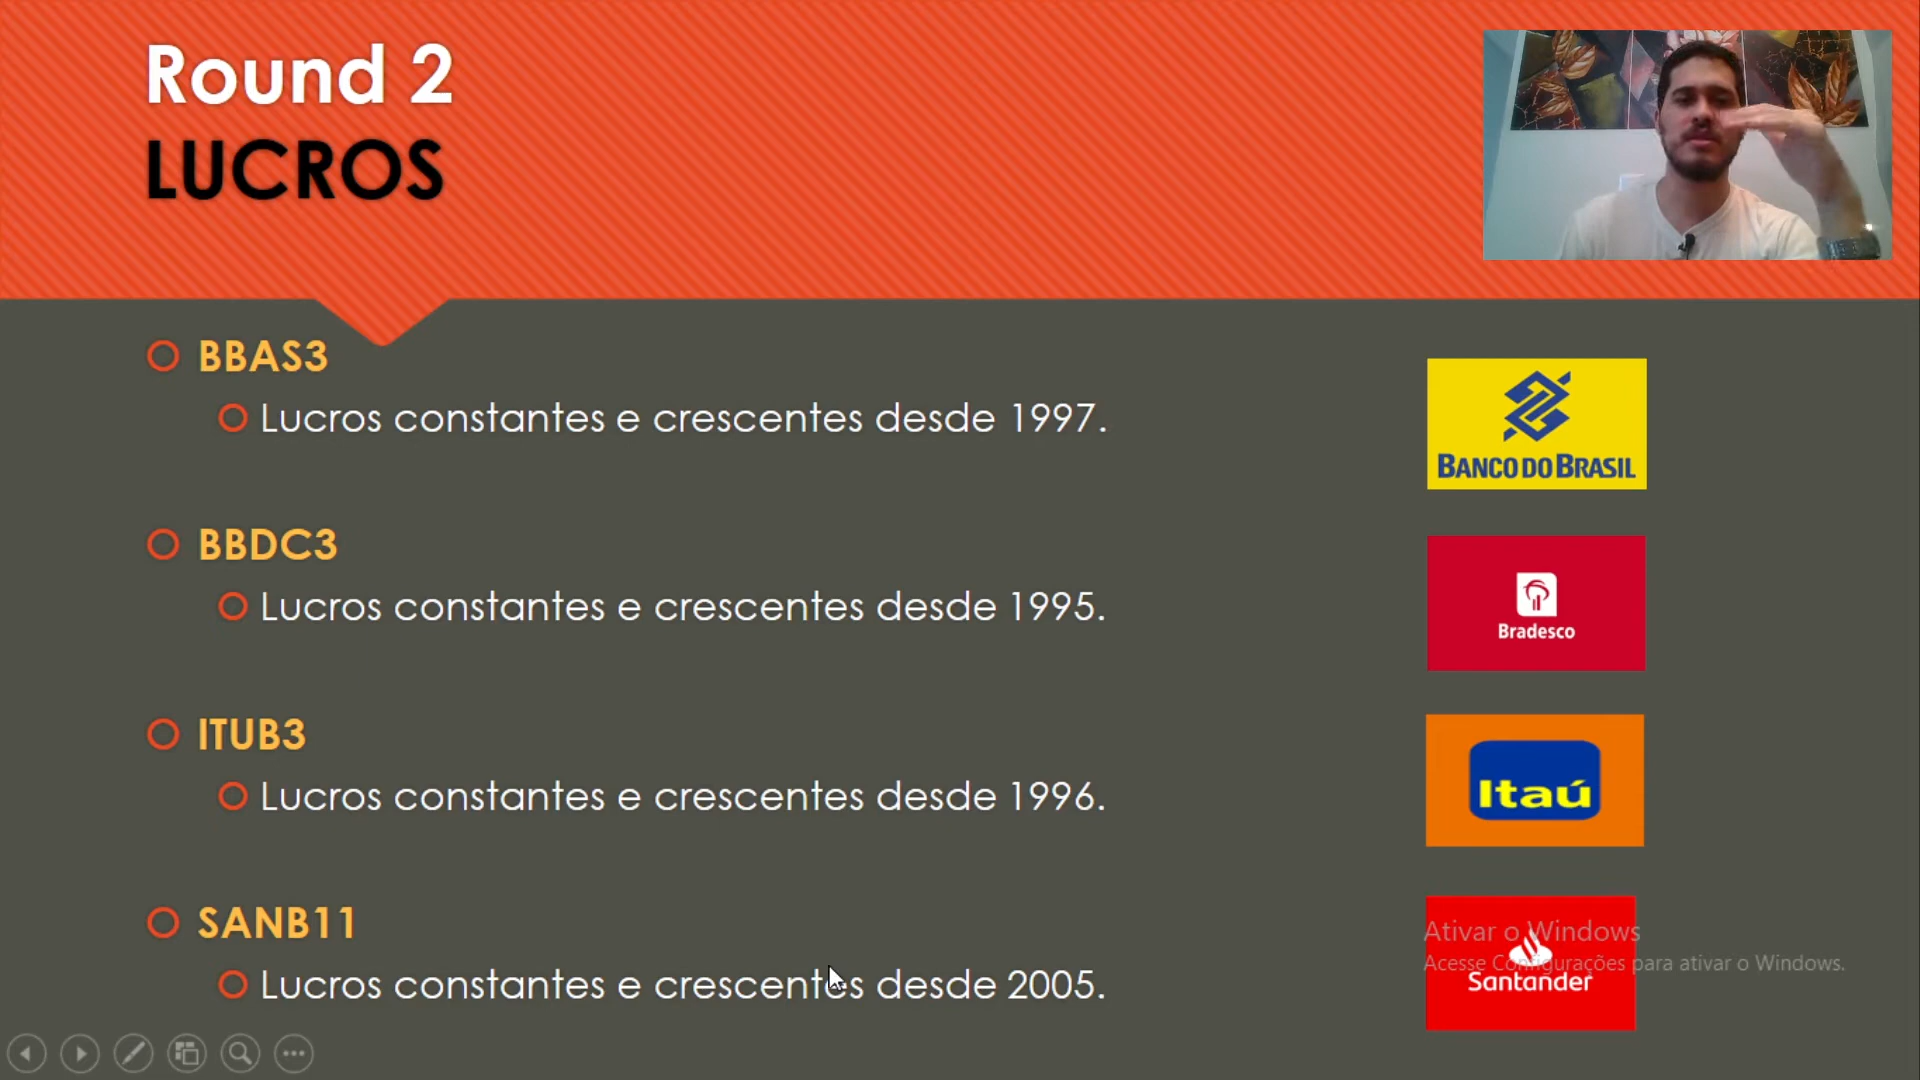 Round 2
LUCROS
BBAS3
Lucros constantes e crescentes desde 1997.
BANCO DO BRASIL
BBDC3
Lucros constantes e crescentes desde 1995.
Bradesco
ITUB3
Lucros constantes e crescentes desde 1996.
Itaú
SANB11
Lucros constantes e crescentes desde 2005.
Ativar o Windows
Acesse Configurações para ativar o Windows.
Santander